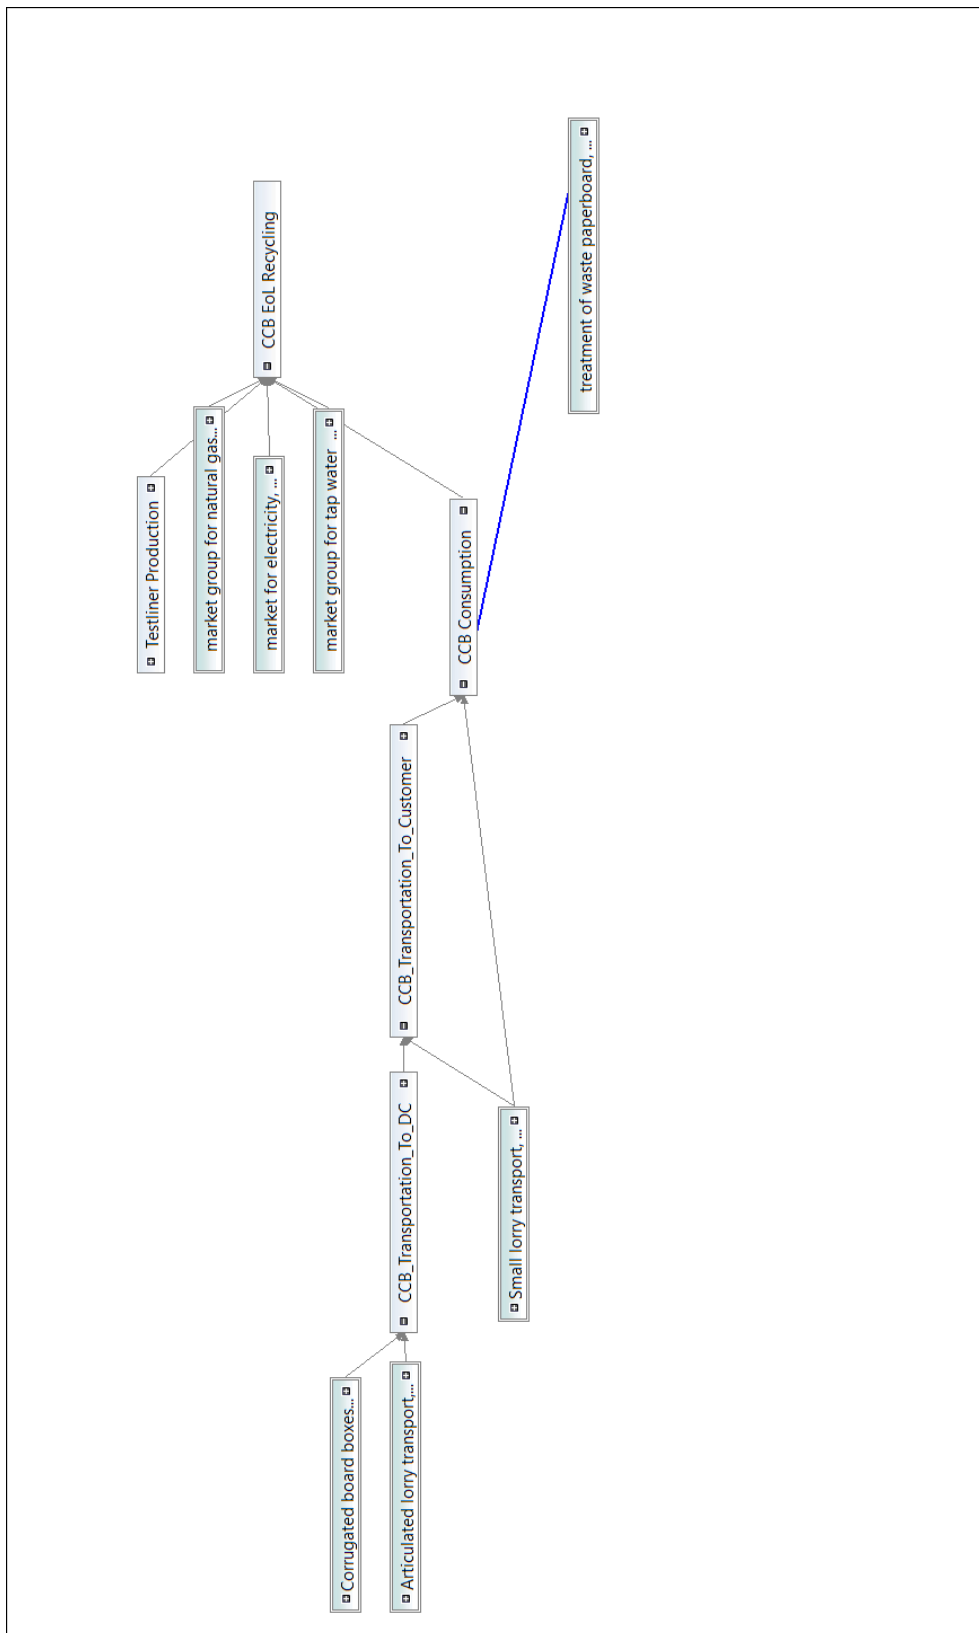 Testliner Production
market group for natural gas...
market for electricity, ...
market group for tap water ...
CCB EoL Recycling
CCB Consumption
treatment of waste paperboard, ...
CCB_Transportation_To_Customer
CCB_Transportation_To_DC
Small lorry transport, ...
Corrugated board boxes...
Articulated lorry transport,...